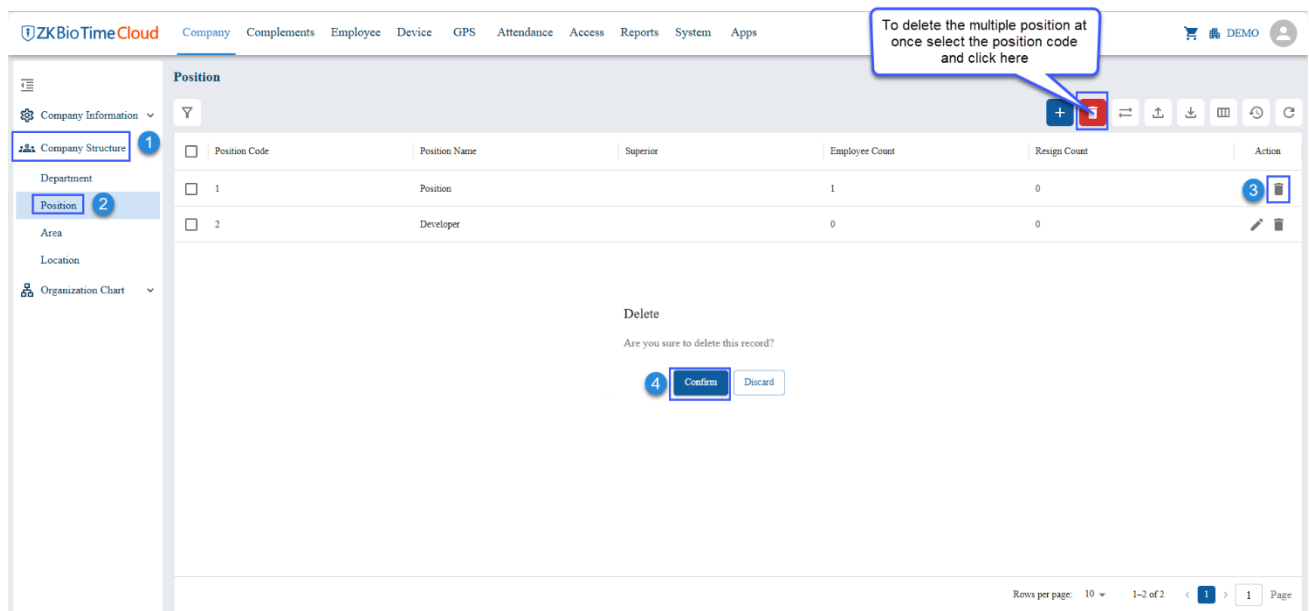 ZKBioTime Cloud
Company Complements Employee Device GPS Attendance Access Reports System Apps
To delete the multiple position at
once select the position code
and click here
DEMO
Position
Company Information
Company Structure
1
Department
Position
2
Area
Location
Organization Chart
Position Code Position Name Superior Employee Count Resign Count Action
1 Position 1 0
3
2 Developer 0 0
Delete
Are you sure to delete this record?
4
Confirm Discard
Rows per page: 10 1–2 of 2 < 1 > 1 Page